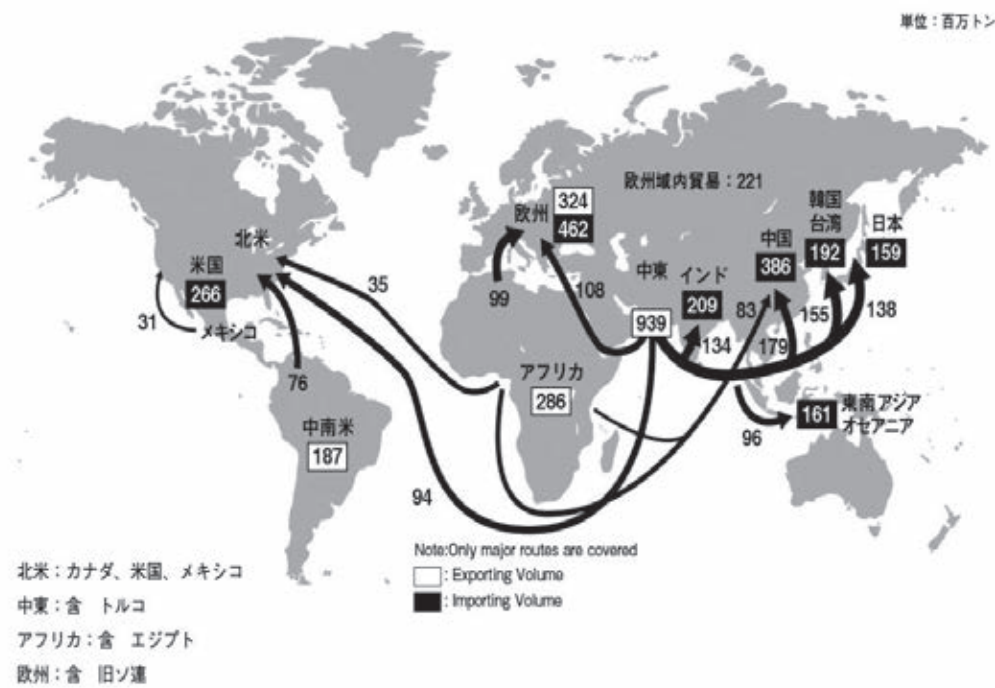 単位：百万トン
欧州域内貿易：221
韓国
台湾
192
日本
159
中国
386
欧州
324
462
北米
米国
266
中東
インド
209
939
35
99
108
83
134
179
155
138
31
メキシコ
76
アフリカ
286
161
東南アジア
オセアニア
96
中南米
187
94
Note:Only major routes are covered
: Exporting Volume
: Importing Volume
北米：カナダ、米国、メキシコ
中東：含 トルコ
アフリカ：含 エジプト
欧州：含 旧ソ連